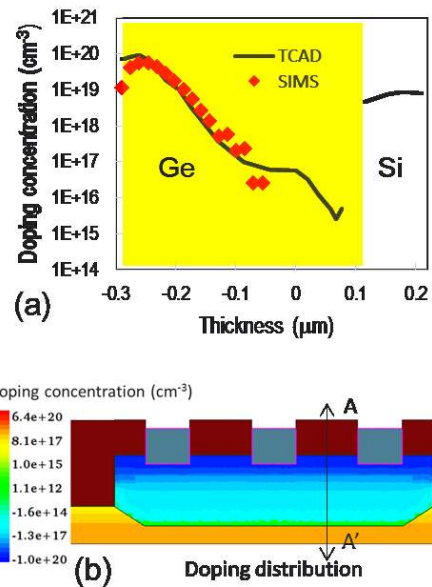 1E+21
1E+20
1E+19
1E+18
1E+17
1E+16
1E+15
1E+14
Doping concentration (cm-3)
TCAD
SIMS
Ge
Si
-0.3 -0.2 -0.1 0 0.1 0.2
Thickness (μm)
(a)
oping concentration (cm-3)
6.4e+20
8.1e+17
1.0e+15
-1.6e+14
-1.3e+17
-1.0e+20
A
A'
(b)
Doping distribution